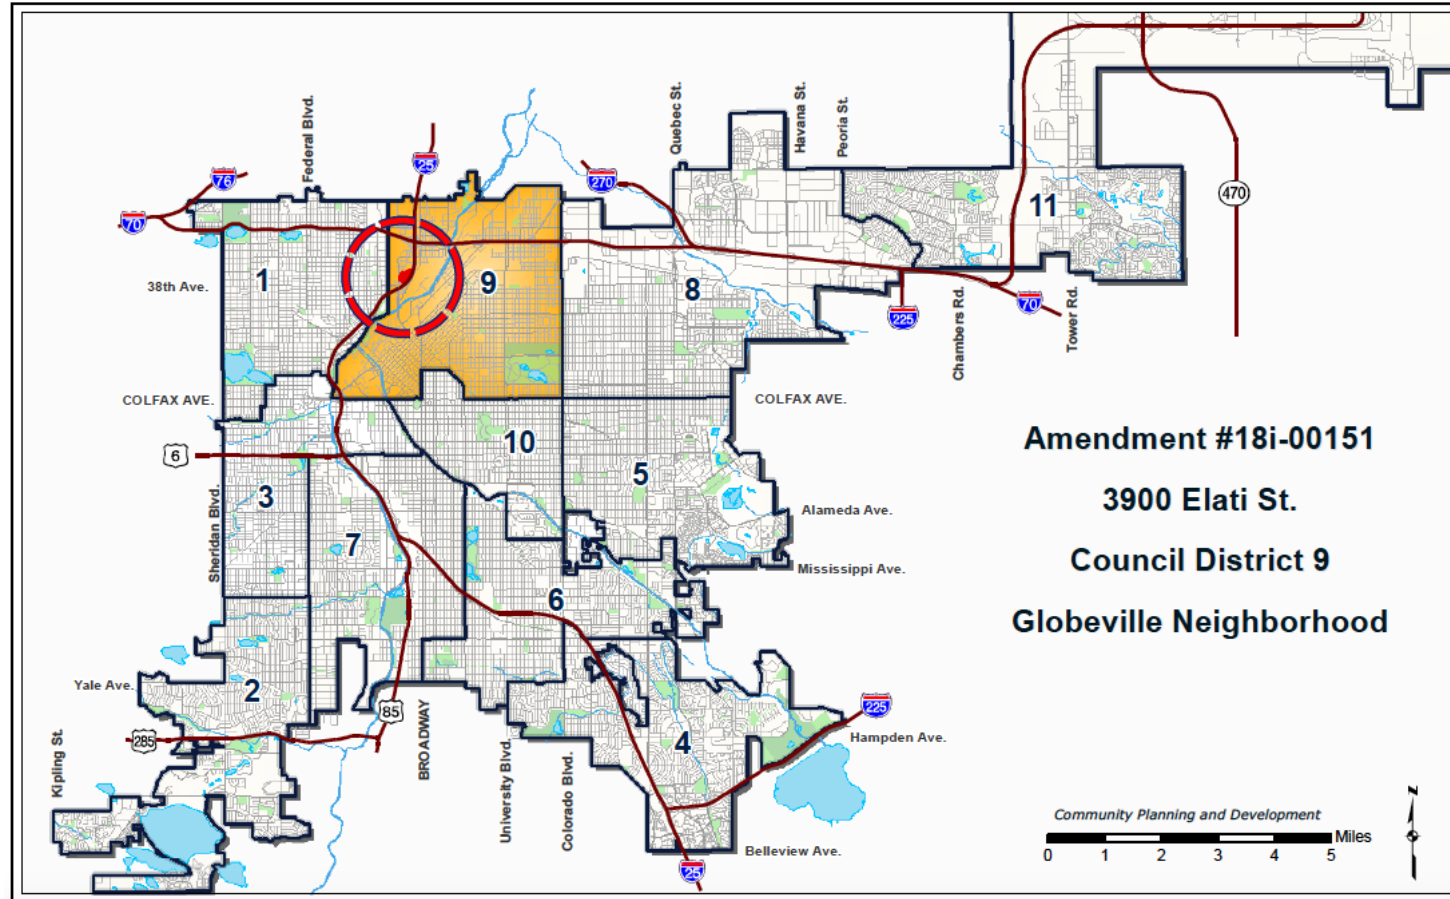 Federal Blvd.
Quebec St.
Havana St.
Peoria St.
25
76
270
70
470
11
1
9
8
38th Ave.
225
70
Chambers Rd.
Tower Rd.
COLFAX AVE.
COLFAX AVE.
6
10
5
3
7
Sheridan Blvd.
Alameda Ave.
Mississippi Ave.
6
Amendment #18i-00151
3900 Elati St.
Council District 9
Globeville Neighborhood
Yale Ave.
2
85
285
BROADWAY
University Blvd.
Colorado Blvd.
4
225
Hampden Ave.
Kipling St.
Belleview Ave.
25
Community Planning and Development
Miles
0 1 2 3 4 5
N